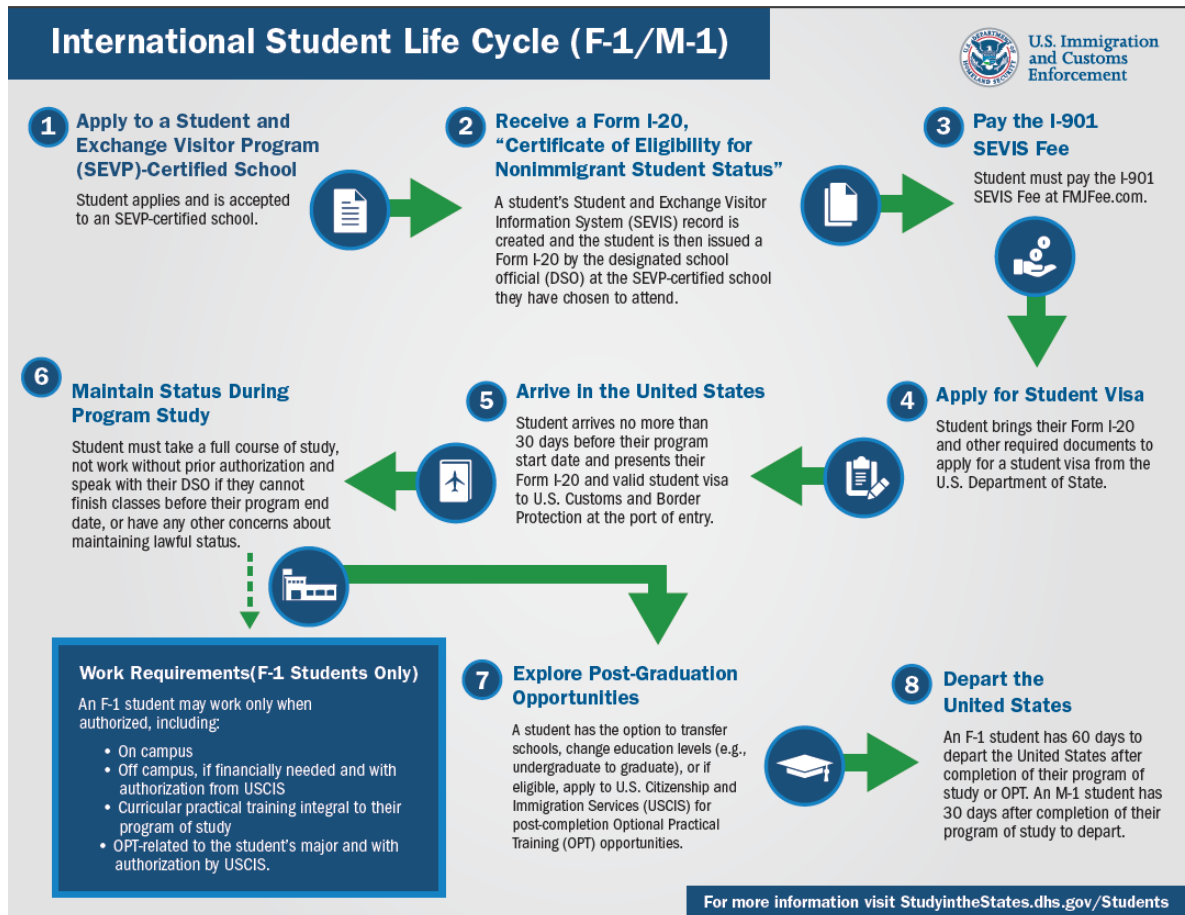 International Student Life Cycle (F-1/M-1)
U.S. Immigration
and Customs
Enforcement
1
Apply to a Student and
Exchange Visitor Program
(SEVP)-Certified School
Student applies and is accepted
to an SEVP-certified school.
2
Receive a Form I-20,
“Certificate of Eligibility for
Nonimmigrant Student Status”
A student's Student and Exchange Visitor
Information System (SEVIS) record is
created and the student is then issued a
Form I-20 by the designated school
official (DSO) at the SEVP-certified school
they have chosen to attend.
3
Pay the I-901
SEVIS Fee
Student must pay the I-901
SEVIS Fee at FMJFee.com.
4
Apply for Student Visa
Student brings their Form I-20
and other required documents to
apply for a student visa from the
U.S. Department of State.
5
Arrive in the United States
Student arrives no more than
30 days before their program
start date and presents their
Form I-20 and valid student visa
to U.S. Customs and Border
Protection at the port of entry.
6
Maintain Status During
Program Study
Student must take a full course of study,
not work without prior authorization and
speak with their DSO if they cannot
finish classes before their program end
date, or have any other concerns about
maintaining lawful status.
Work Requirements(F-1 Students Only)
An F-1 student may work only when
authorized, including:
• On campus
• Off campus, if financially needed and with
authorization from USCIS
• Curricular practical training integral to their
program of study
• OPT-related to the student's major and with
authorization by USCIS.
7
Explore Post-Graduation
Opportunities
A student has the option to transfer
schools, change education levels (e.g.,
undergraduate to graduate), or if
eligible, apply to U.S. Citizenship and
Immigration Services (USCIS) for
post-completion Optional Practical
Training (OPT) opportunities.
8
Depart the
United States
An F-1 student has 60 days to
depart the United States after
completion of their program of
study or OPT. An M-1 student has
30 days after completion of their
program of study to depart.
For more information visit StudyintheStates.dhs.gov/Students